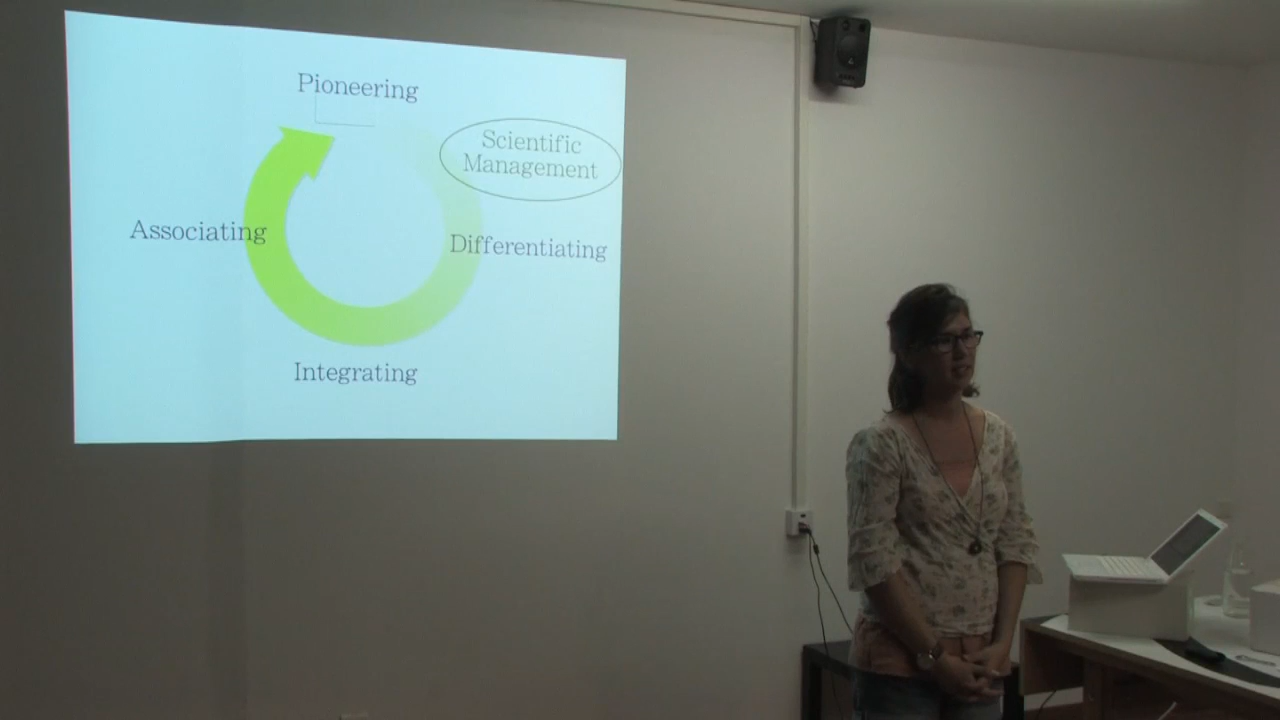 Pioneering
Scientific
Management
Associating
Differentiating
Integrating